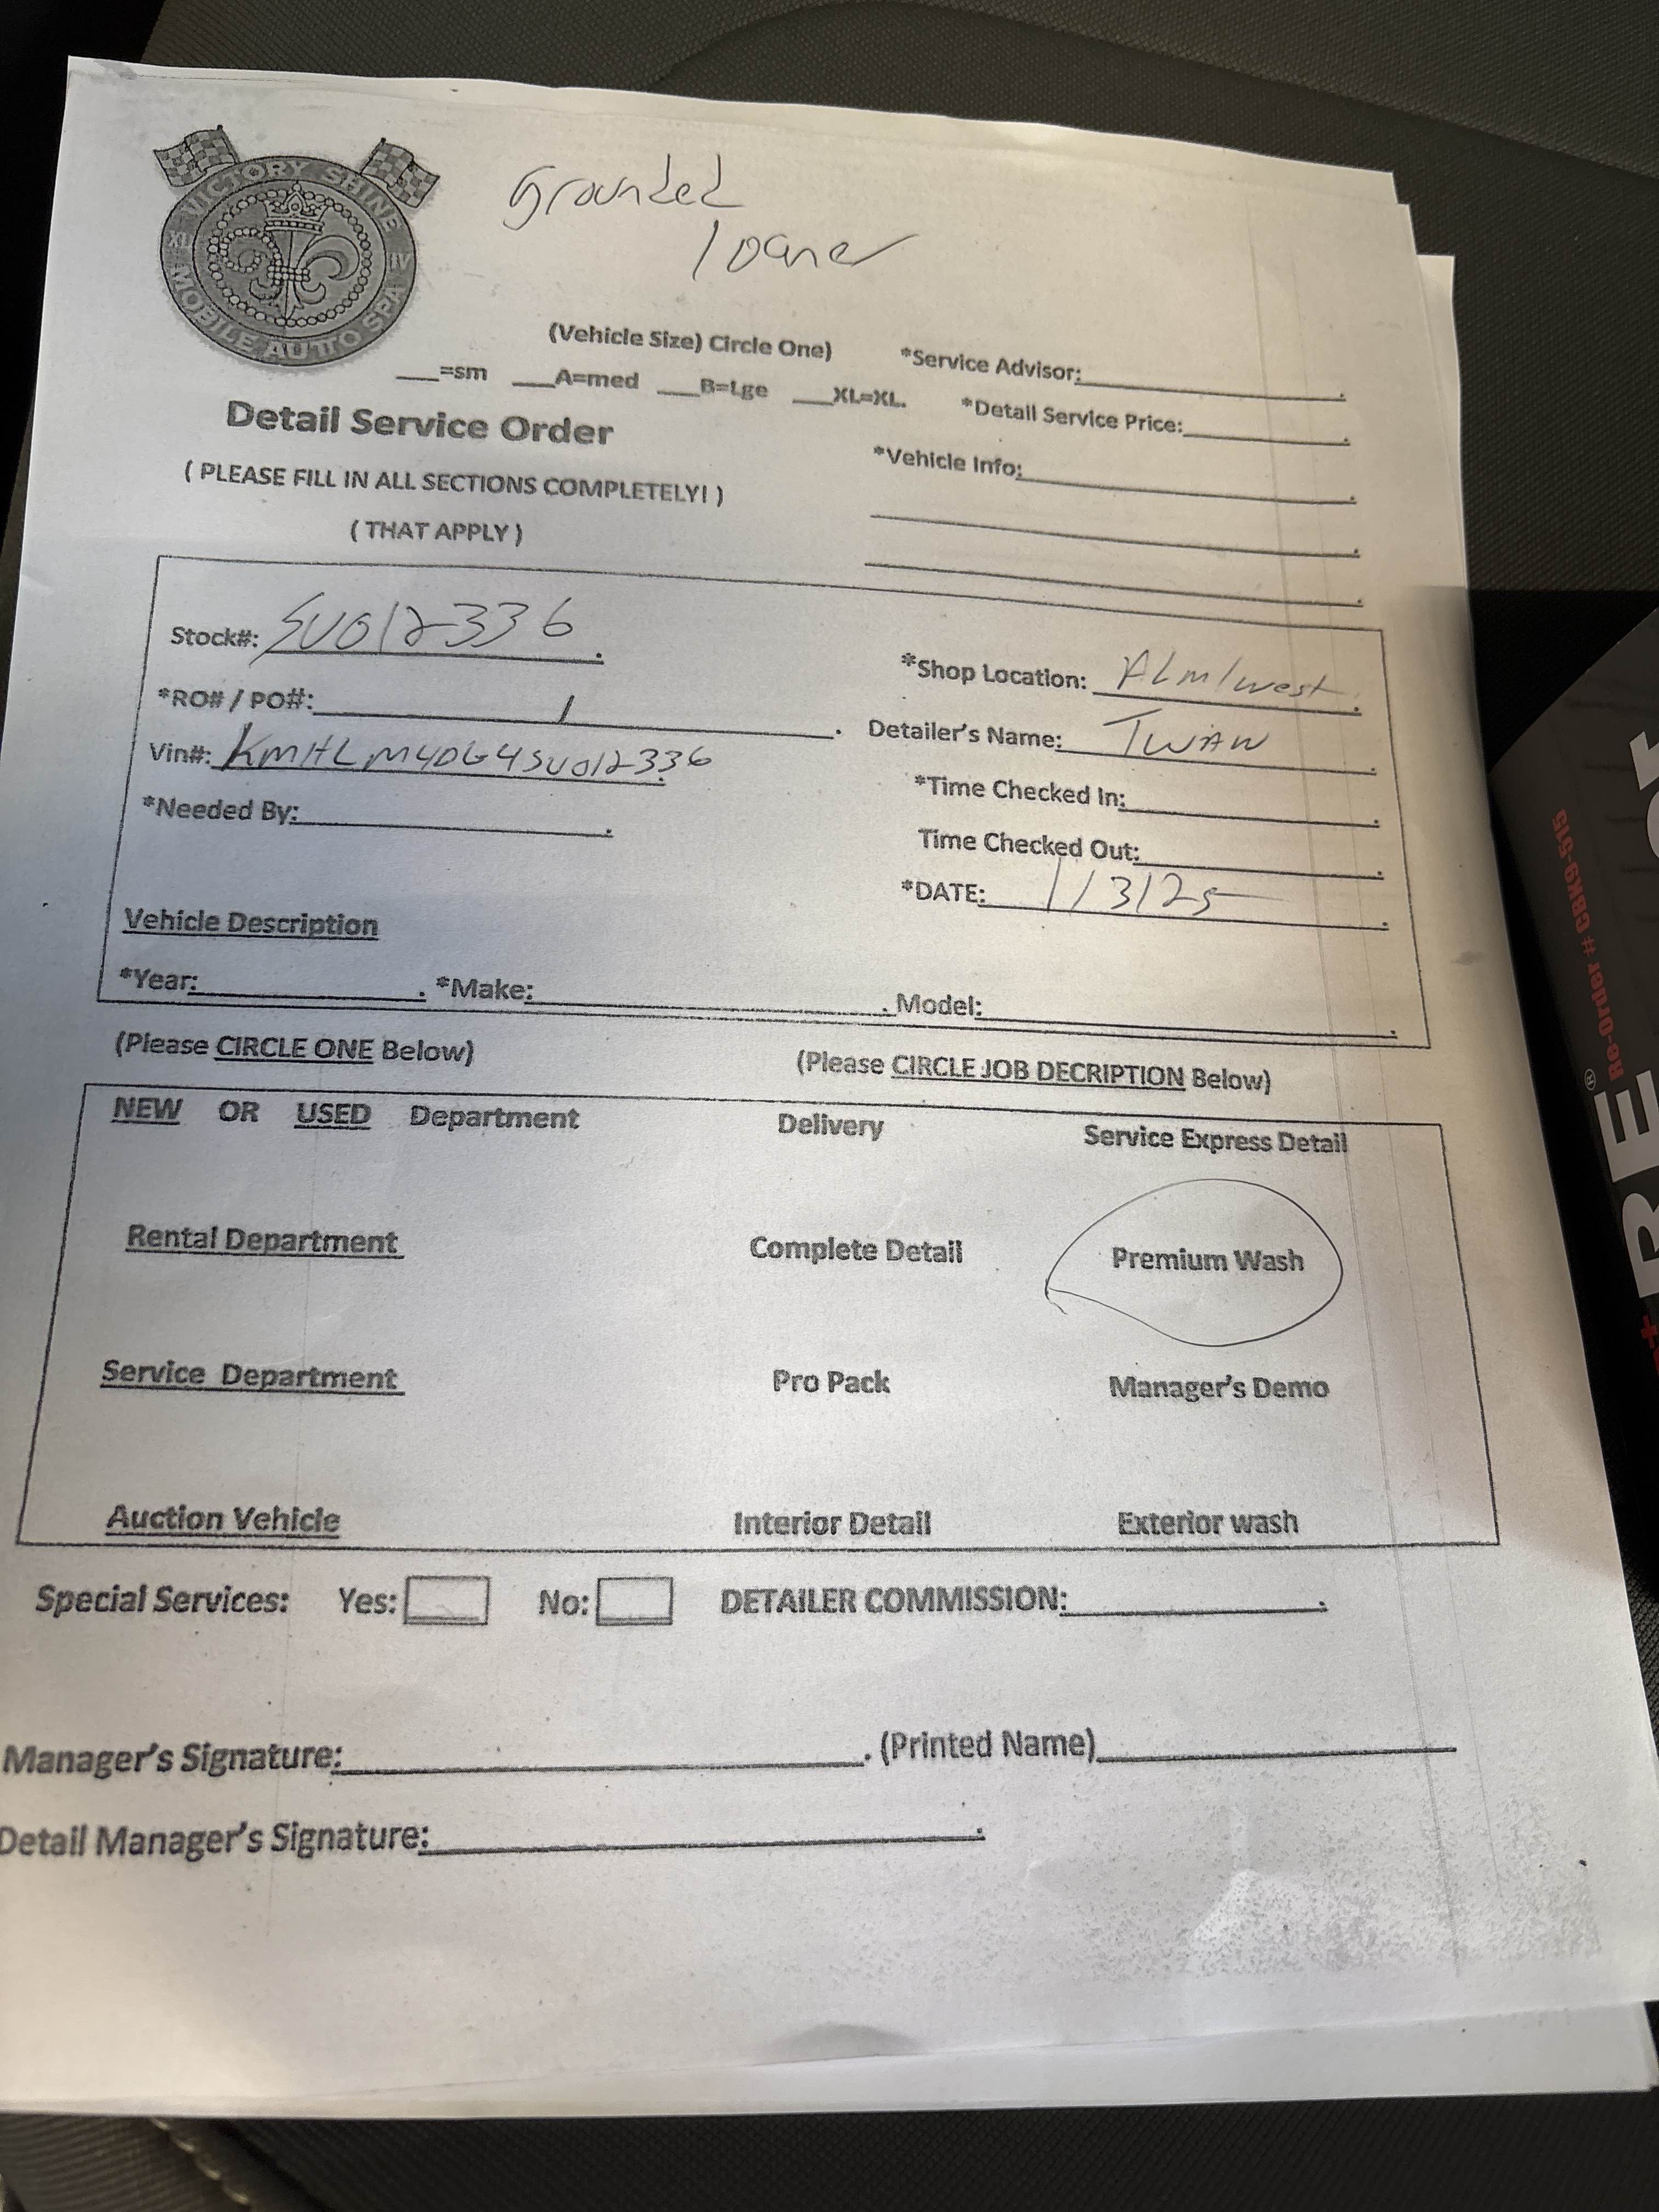 VICTORY SHINE
XL IV
MOBILE AUTO SPA
Grounded
loaner
(Vehicle Size) Circle One)
___=sm ___A=med ___B=Lge ___XL=XL.
*Service Advisor:
*Detail Service Price:
*Vehicle Info:
Detail Service Order
( PLEASE FILL IN ALL SECTIONS COMPLETELY! )
( THAT APPLY )
Stock#: SU012336
*RO# / PO#: /
Vin#: KMHLM4DG4SU012336
*Needed By:
*Shop Location: ALM/west
Detailer's Name: TWAN
*Time Checked In:
Time Checked Out:
*DATE: 1/3/25
Vehicle Description
*Year: . *Make: . Model:
(Please CIRCLE ONE Below)
(Please CIRCLE JOB DECRIPTION Below)
NEW OR USED Department Delivery Service Express Detail
Rental Department Complete Detail Premium Wash
Service Department Pro Pack Manager's Demo
Auction Vehicle Interior Detail Exterior wash
Special Services: Yes: No: DETAILER COMMISSION:
Manager's Signature: . (Printed Name)
Detail Manager's Signature:
Re-Order # CBK9-515
RE®